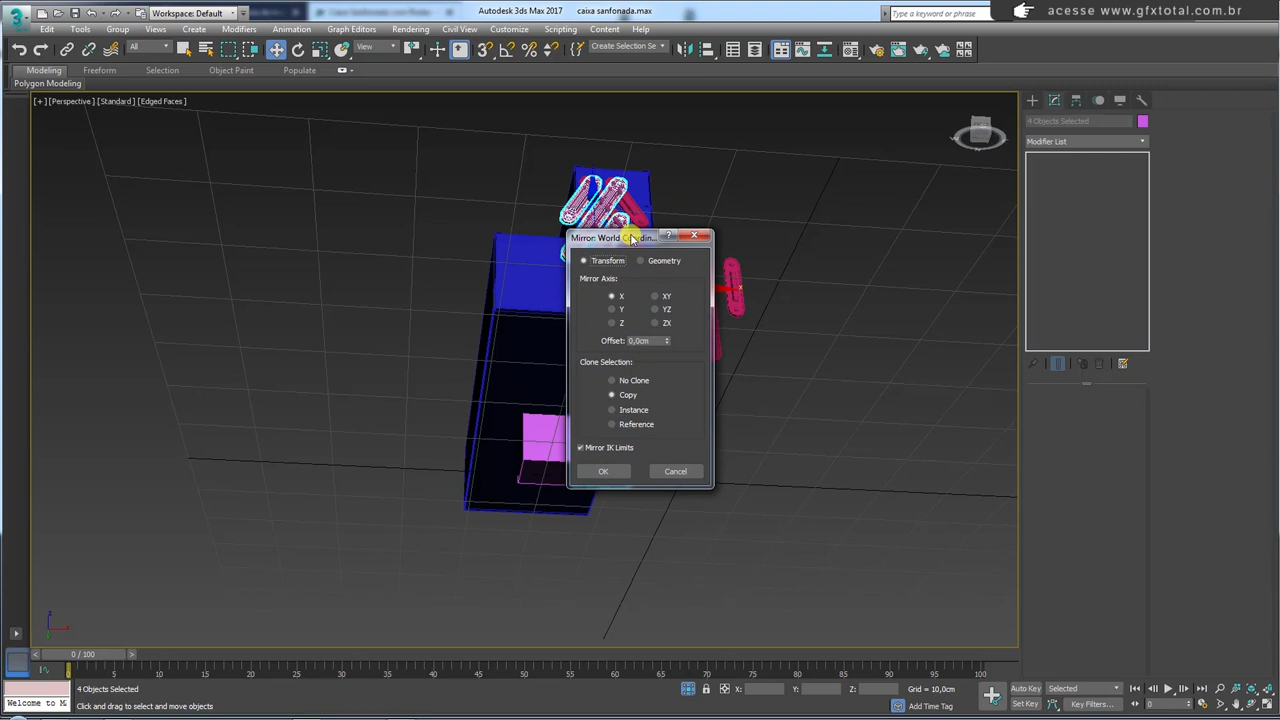 Workspace: Default
Autodesk 3ds Max 2017
caixa sanfonada.max
Type a keyword or phrase
acesse www.gfxtotal.com.br
3
MAX
Edit Tools Group Views Create Modifiers Animation Graph Editors Rendering Civil View Customize Scripting Content Help
All
View
Create Selection Se
Modeling Freeform Selection Object Paint Populate
Polygon Modeling
[+] [Perspective] [Standard] [Edged Faces]
4 Objects Selected
Modifier List
Mirror: World Coordin...
Transform Geometry
Mirror Axis:
X XY
Y YZ
Z ZX
Offset: 0,0cm
Clone Selection:
No Clone
Copy
Instance
Reference
Mirror IK Limits
OK Cancel
x
0 / 100
0 5 10 15 20 25 30 35 40 45 50 55 60 65 70 75 80 85 90 95 100
4 Objects Selected
X: Y: Z: Grid = 10,0cm
Auto Key Selected
Welcome to M
Click and drag to select and move objects
Add Time Tag
Set Key Key Filters...
0